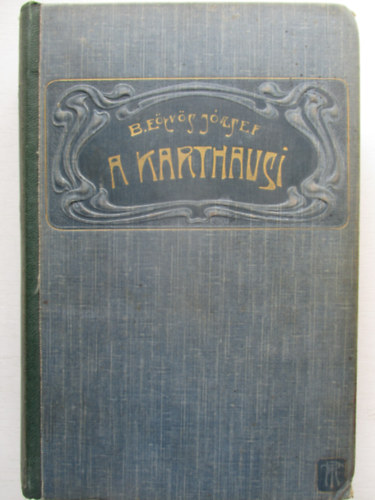 B. EÖTVÖS JÓZSEF
A KARTHAUSI